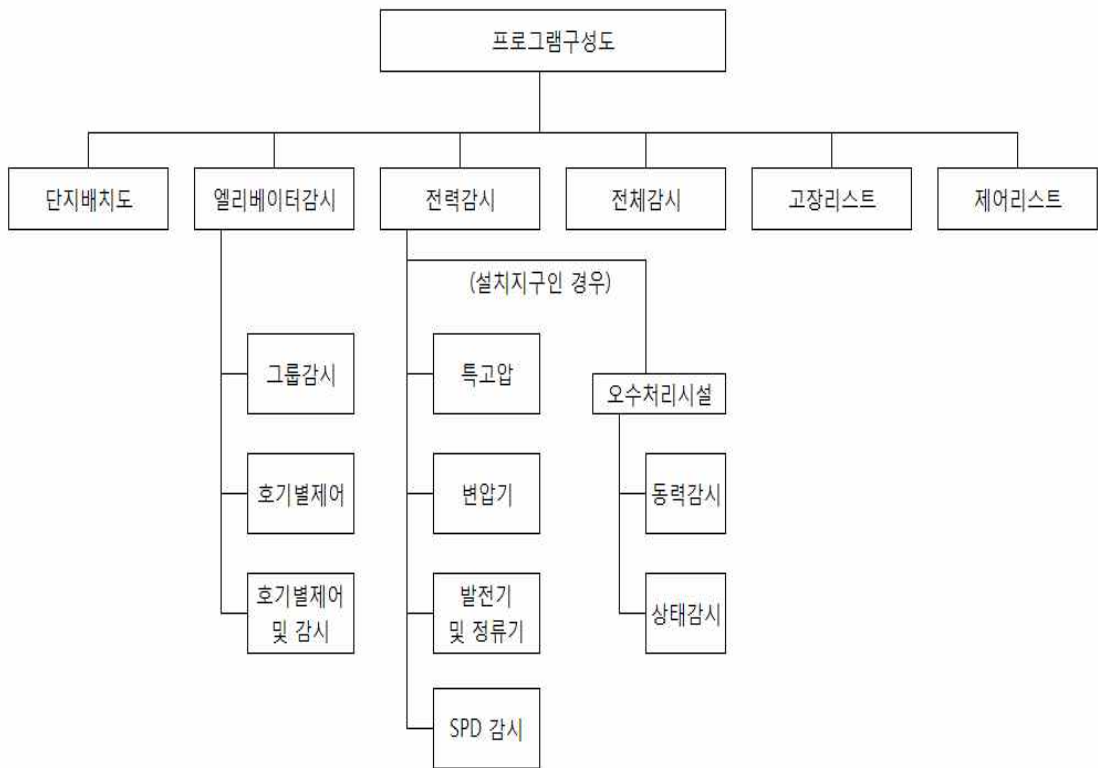 프로그램구성도
단지배치도
엘리베이터감시
전력감시
전체감시
고장리스트
제어리스트
(설치지구인 경우)
그룹감시
특고압
오수처리시설
호기별제어
변압기
동력감시
호기별제어
및 감시
발전기
및 정류기
상태감시
SPD 감시